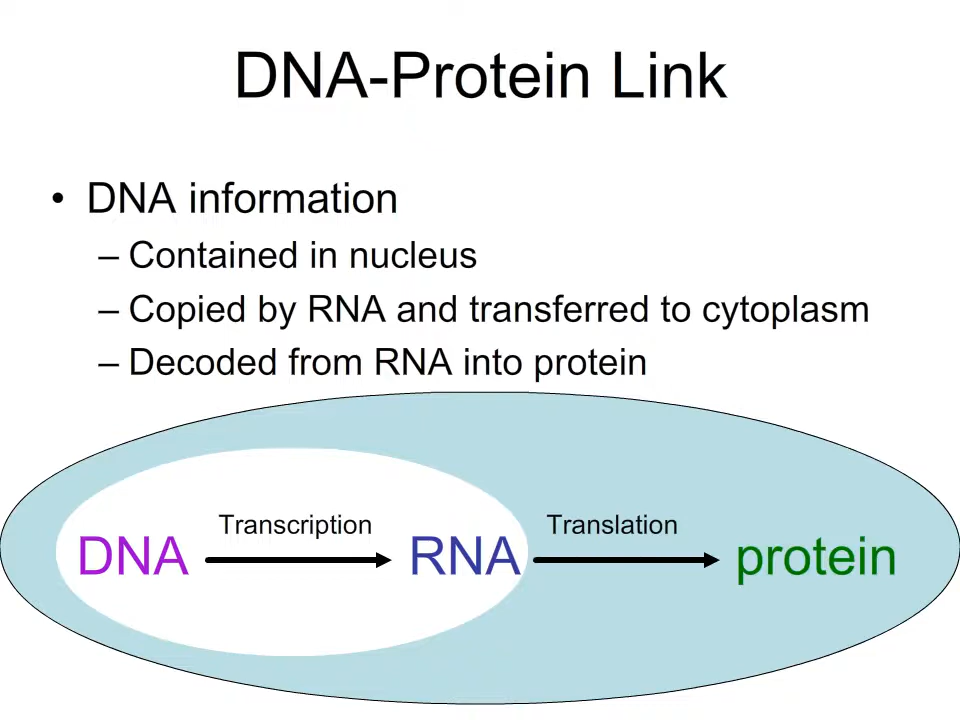 DNA-Protein Link
• DNA information
– Contained in nucleus
– Copied by RNA and transferred to cytoplasm
– Decoded from RNA into protein
Transcription Translation
DNA RNA protein